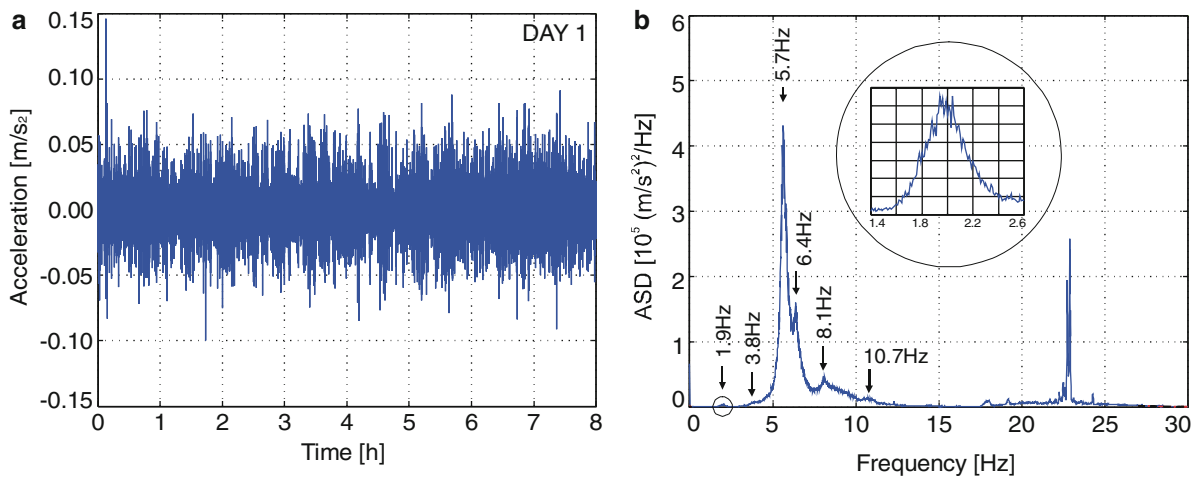 a
DAY 1
0.15
0.10
0.05
0.00
-0.05
-0.10
-0.15
Acceleration [m/s2]
0 1 2 3 4 5 6 7 8
Time [h]
b
6
5
4
3
2
1
0
ASD [10⁵ (m/s²)²/Hz]
1.9Hz
3.8Hz
5.7Hz
6.4Hz
8.1Hz
10.7Hz
1.4 1.8 2.2 2.6
0 5 10 15 20 25 30
Frequency [Hz]